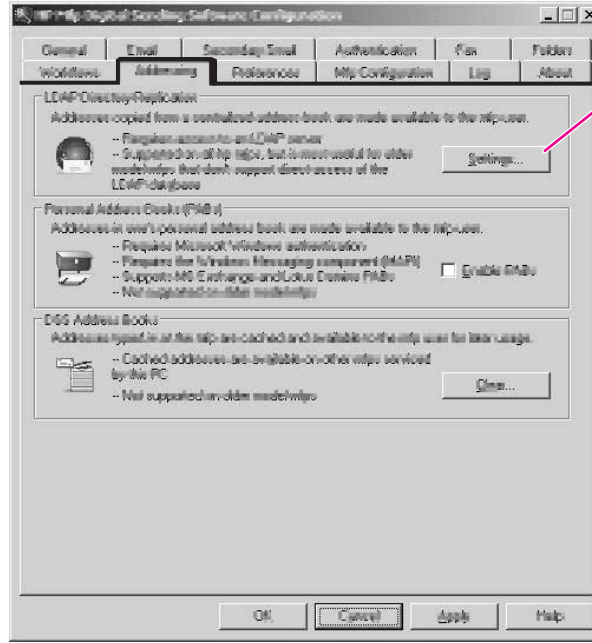 HP Mfp Digital Sending Software Configuration
General Email Secondary Email Authentication Fax Folders
Workflows Addressing Preferences Mfp Configuration Log About
LDAP Directory Replication
Addresses copied from a centralized address book are made available to the mfp user.
-- Requires access to an LDAP server
-- Supported on all hp mfps, but is most useful for older
model mfps that don't support direct access of the
LDAP database
Settings...
Personal Address Books (PABs)
Addresses in one's personal address book are made available to the mfp user.
-- Requires Microsoft Windows authentication
-- Requires the Windows Messaging component (MAPI)
-- Supports MS Exchange and Lotus Domino PABs
-- Not supported on older model mfps
Enable PABs
DSS Address Books
Addresses typed in at the mfp are cached and available to the mfp user for later usage.
-- Cached addresses are available on other mfps serviced
by this PC
-- Not supported on older model mfps
Clear...
OK Cancel Apply Help